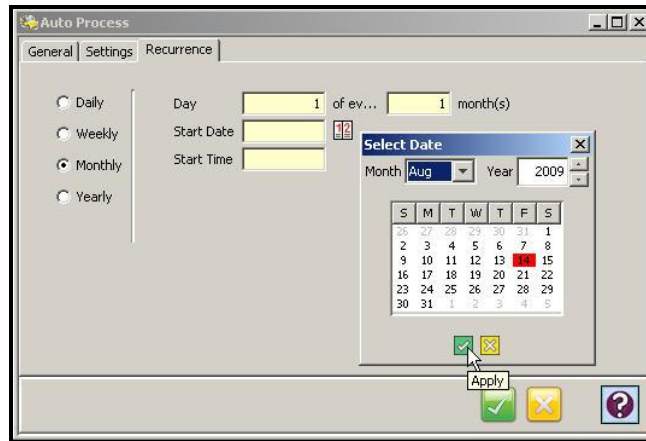 Auto Process
General Settings Recurrence
Daily
Weekly
Monthly
Yearly
Day 1 of ev... 1 month(s)
Start Date 12
Start Time
Select Date
Month Aug Year 2009
S M T W T F S
26 27 28 29 30 31 1
2 3 4 5 6 7 8
9 10 11 12 13 14 15
16 17 18 19 20 21 22
23 24 25 26 27 28 29
30 31 1 2 3 4 5
Apply
?